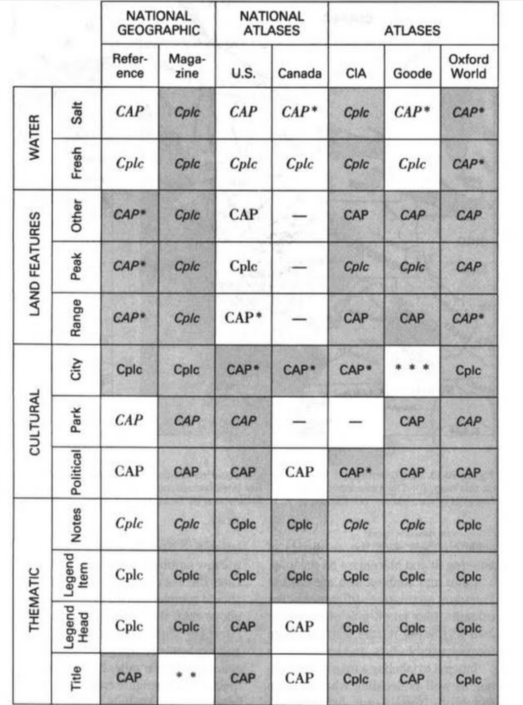 NATIONAL GEOGRAPHIC NATIONAL ATLASES ATLASES
Reference Magazine U.S. Canada CIA Goode Oxford World
WATER
Salt CAP Cplc CAP CAP* Cplc CAP* CAP*
Fresh Cplc Cplc Cplc Cplc Cplc Cplc CAP*
LAND FEATURES
Other CAP* Cplc CAP — CAP CAP CAP
Peak CAP* Cplc Cplc — Cplc Cplc CAP
Range CAP* Cplc CAP* — CAP CAP CAP*
CULTURAL
City Cplc Cplc CAP* CAP* CAP* * * * Cplc
Park CAP CAP CAP — — CAP CAP
Political CAP CAP CAP CAP CAP* CAP CAP
THEMATIC
Notes Cplc Cplc Cplc Cplc Cplc Cplc Cplc
Legend Item Cplc Cplc Cplc Cplc Cplc Cplc Cplc
Legend Head Cplc Cplc CAP CAP Cplc CAP Cplc
Title CAP * * CAP CAP Cplc CAP Cplc